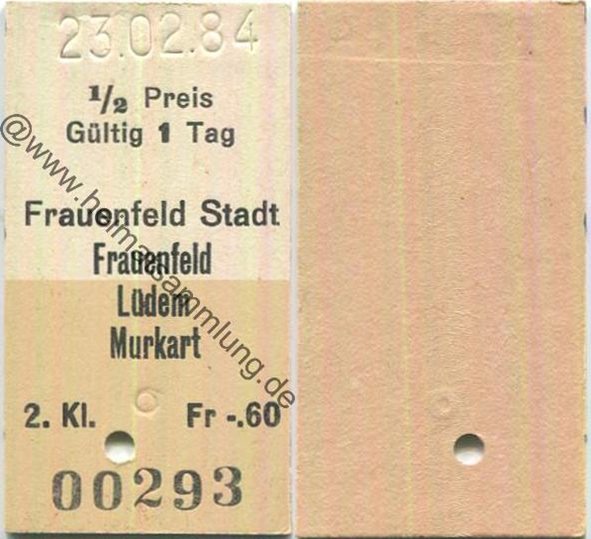 23.02.84
1/2 Preis
Gültig 1 Tag
Frauenfeld Stadt
Frauenfeld
Lüdem
Murkart
2. Kl. Fr -.60
00293
@www.heimatsammlung.de